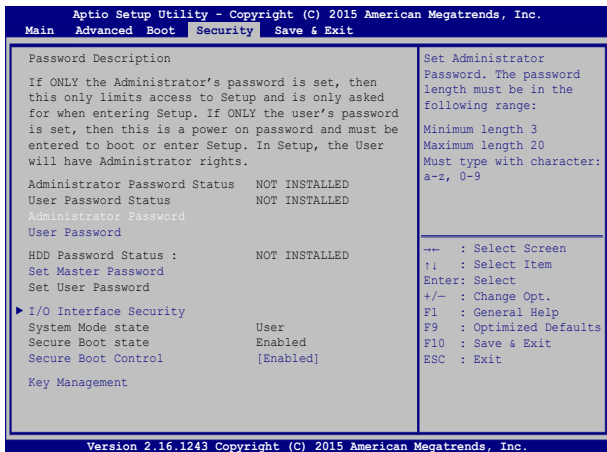 Aptio Setup Utility - Copyright (C) 2015 American Megatrends, Inc.
Main Advanced Boot Security Save & Exit
Password Description
If ONLY the Administrator's password is set, then
this only limits access to Setup and is only asked
for when entering Setup. If ONLY the user's password
is set, then this is a power on password and must be
entered to boot or enter Setup. In Setup, the User
will have Administrator rights.
Administrator Password Status NOT INSTALLED
User Password Status NOT INSTALLED
Administrator Password
User Password
HDD Password Status : NOT INSTALLED
Set Master Password
Set User Password
I/O Interface Security
System Mode state User
Secure Boot state Enabled
Secure Boot Control [Enabled]
Key Management
Set Administrator
Password. The password
length must be in the
following range:
Minimum length 3
Maximum length 20
Must type with character:
a-z, 0-9
→← : Select Screen
↑↓ : Select Item
Enter: Select
+/— : Change Opt.
F1 : General Help
F9 : Optimized Defaults
F10 : Save & Exit
ESC : Exit
Version 2.16.1243 Copyright (C) 2015 American Megatrends, Inc.